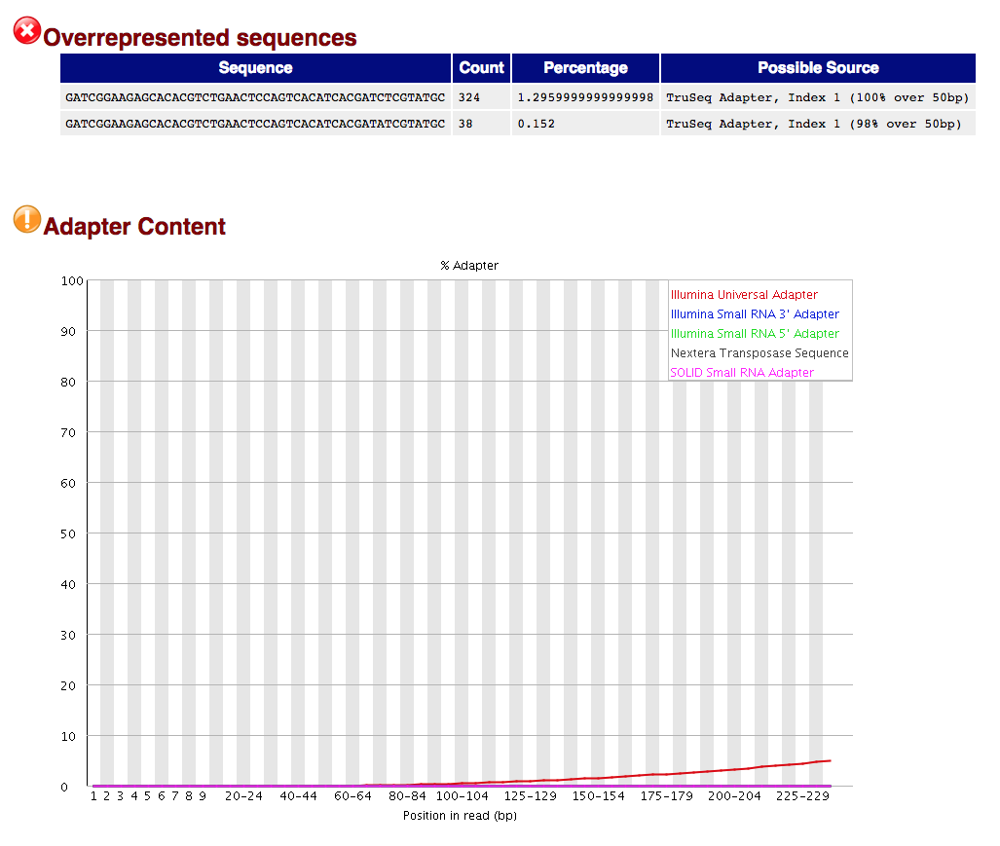 Overrepresented sequences
Sequence Count Percentage Possible Source
GATCGGAAGAGCACACGTCTGAACTCCAGTCACATCACGATCTCGTATGC 324 1.2959999999999998 TruSeq Adapter, Index 1 (100% over 50bp)
GATCGGAAGAGCACACGTCTGAACTCCAGTCACATCACGATATCGTATGC 38 0.152 TruSeq Adapter, Index 1 (98% over 50bp)
Adapter Content
% Adapter
100
Illumina Universal Adapter
Illumina Small RNA 3' Adapter
Illumina Small RNA 5' Adapter
Nextera Transposase Sequence
SOLID Small RNA Adapter
90
80
70
60
50
40
30
20
10
0
1 2 3 4 5 6 7 8 9 20-24 40-44 60-64 80-84 100-104 125-129 150-154 175-179 200-204 225-229
Position in read (bp)